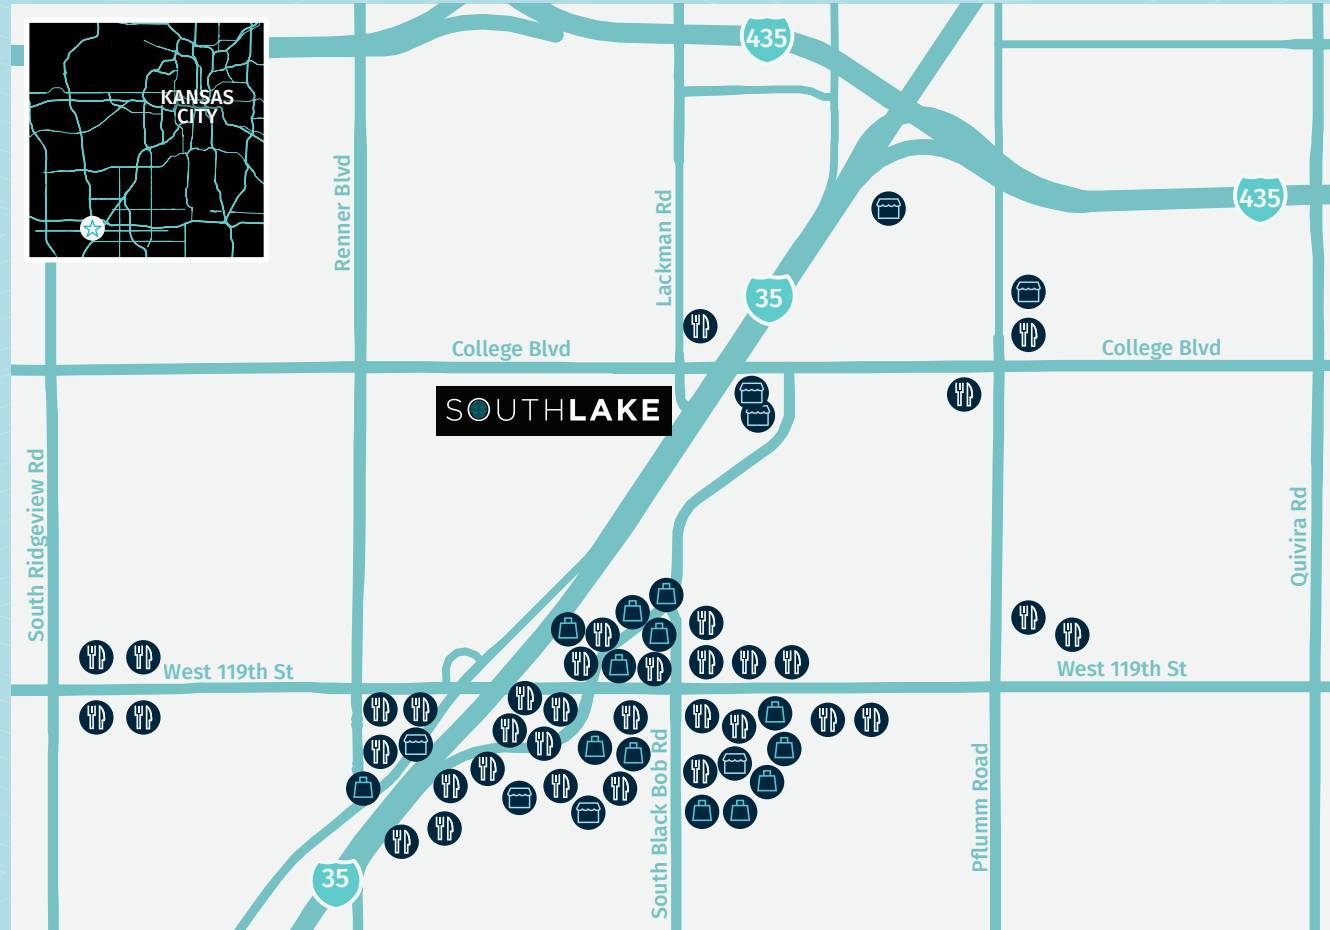 435
KANSAS
CITY
Renner Blvd
Lackman Rd
435
35
College Blvd
College Blvd
SOUTHLAKE
South Ridgeview Rd
Quivira Rd
West 119th St
West 119th St
South Black Bob Rd
Pflumm Road
35